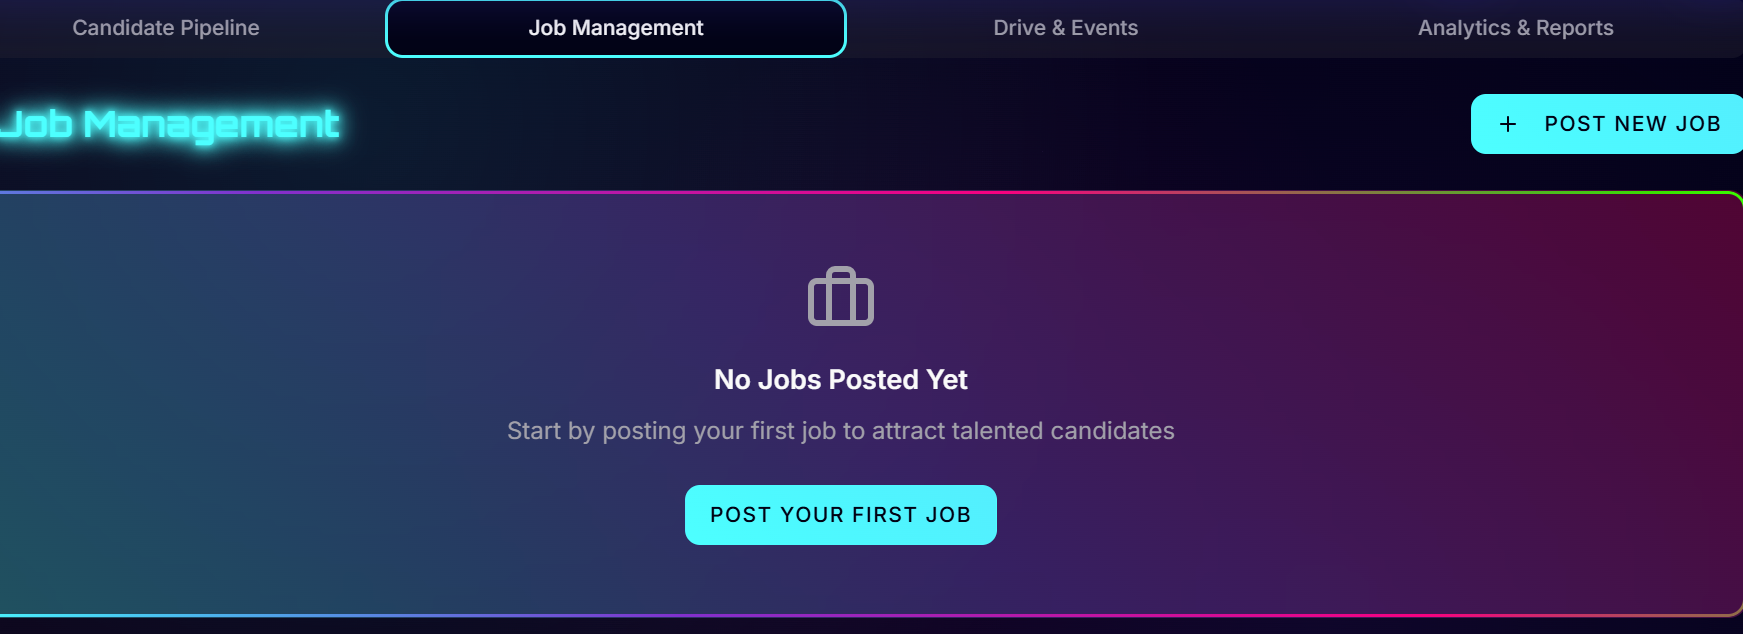 Candidate Pipeline
Job Management
Drive & Events
Analytics & Reports
Job Management
+ POST NEW JOB
No Jobs Posted Yet
Start by posting your first job to attract talented candidates
POST YOUR FIRST JOB